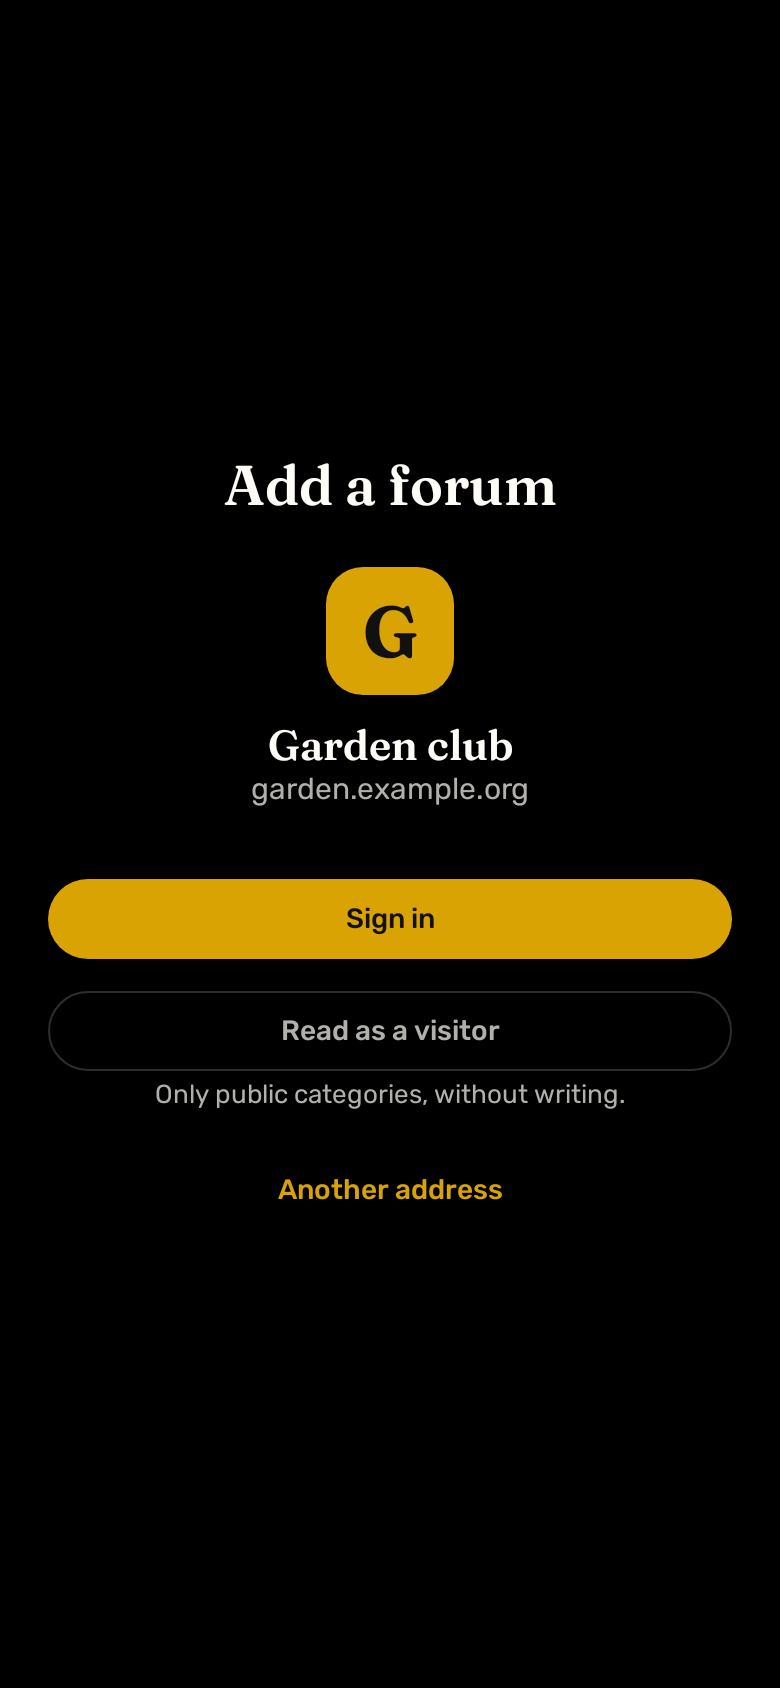 Add a forum
G
Garden club
garden.example.org
Sign in
Read as a visitor
Only public categories, without writing.
Another address